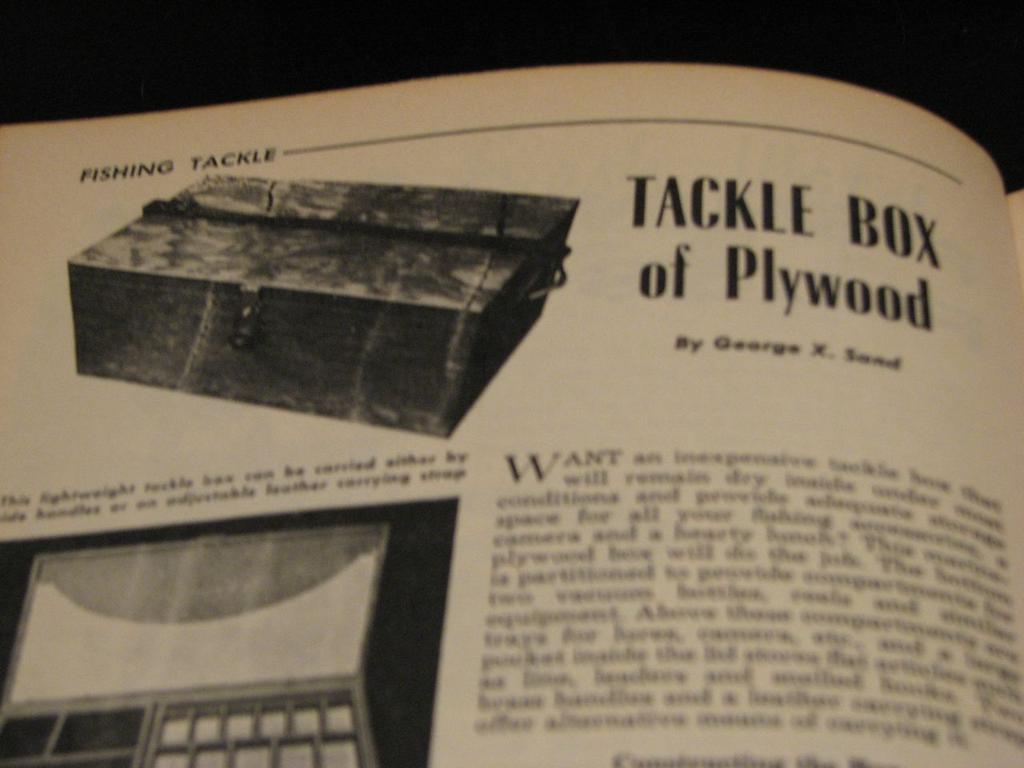 FISHING TACKLE
TACKLE BOX
of Plywood
By George X. Sand
This lightweight tackle box can be carried either by
side handles or an adjustable leather carrying strap
WANT an inexpensive tackle box that
will remain dry inside under most
conditions and provide adequate storage
space for all your fishing accessories, a
camera and a hearty lunch? This marine-
plywood box will do the job. The bottom
is partitioned to provide compartments for
two vacuum bottles, reels and similar
equipment. Above these compartments are
trays for lures, camera, etc., and a large
pocket inside the lid stores flat articles such
as line, leaders and snelled hooks. Two
brass handles and a leather carrying strap
offer alternative means of carrying it.
Constructing the